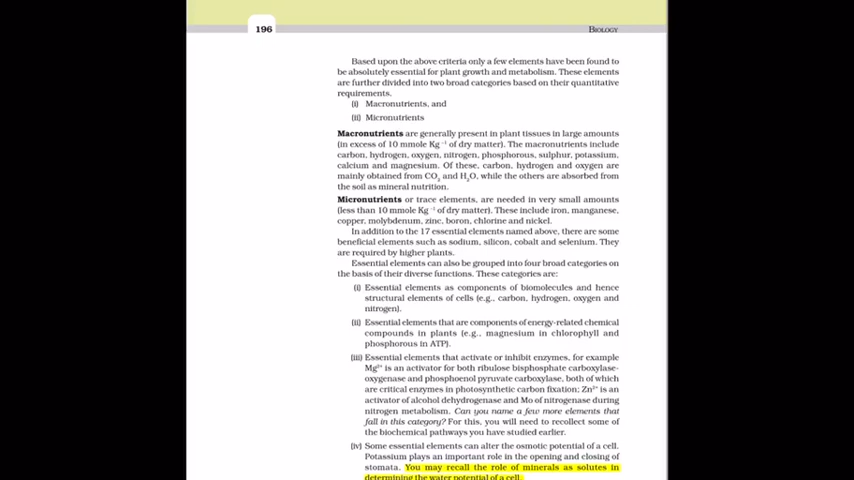 196
BIOLOGY
Based upon the above criteria only a few elements have been found
to be absolutely essential for plant growth and metabolism. These elements
are further divided into two broad categories based on their quantitative
requirements.
(i) Macronutrients, and
(ii) Micronutrients
Macronutrients are generally present in plant tissues in large amounts
(in excess of 10 mmole Kg⁻¹ of dry matter). The macronutrients include
carbon, hydrogen, oxygen, nitrogen, phosphorous, sulphur, potassium,
calcium and magnesium. Of these, carbon, hydrogen and oxygen are
mainly obtained from CO₂ and H₂O, while the others are absorbed from
the soil as mineral nutrition.
Micronutrients or trace elements, are needed in very small amounts
(less than 10 mmole Kg⁻¹ of dry matter). These include iron, manganese,
copper, molybdenum, zinc, boron, chlorine and nickel.
In addition to the 17 essential elements named above, there are some
beneficial elements such as sodium, silicon, cobalt and selenium. They
are required by higher plants.
Essential elements can also be grouped into four broad categories on
the basis of their diverse functions. These categories are:
(i) Essential elements as components of biomolecules and hence
structural elements of cells (e.g., carbon, hydrogen, oxygen and
nitrogen).
(ii) Essential elements that are components of energy-related chemical
compounds in plants (e.g., magnesium in chlorophyll and
phosphorous in ATP).
(iii) Essential elements that activate or inhibit enzymes, for example
Mg²⁺ is an activator for both ribulose bisphosphate carboxylase-
oxygenase and phosphoenol pyruvate carboxylase, both of which
are critical enzymes in photosynthetic carbon fixation; Zn²⁺ is an
activator of alcohol dehydrogenase and Mo of nitrogenase during
nitrogen metabolism. Can you name a few more elements that
fall in this category? For this, you will need to recollect some of
the biochemical pathways you have studied earlier.
(iv) Some essential elements can alter the osmotic potential of a cell.
Potassium plays an important role in the opening and closing of
stomata. You may recall the role of minerals as solutes in
determining the water potential of a cell.